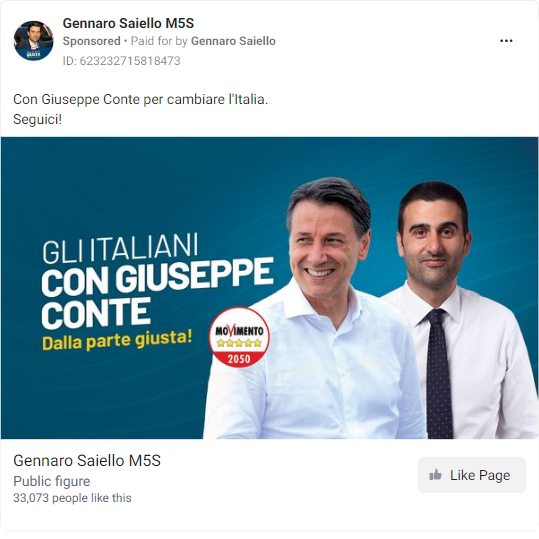 Gennaro Saiello M5S
Sponsored • Paid for by Gennaro Saiello
ID: 623232715818473
Con Giuseppe Conte per cambiare l'Italia.
Seguici!
GLI ITALIANI
CON GIUSEPPE
CONTE
Dalla parte giusta!
MOVIMENTO
2050
Gennaro Saiello M5S
Public figure
33,073 people like this
Like Page